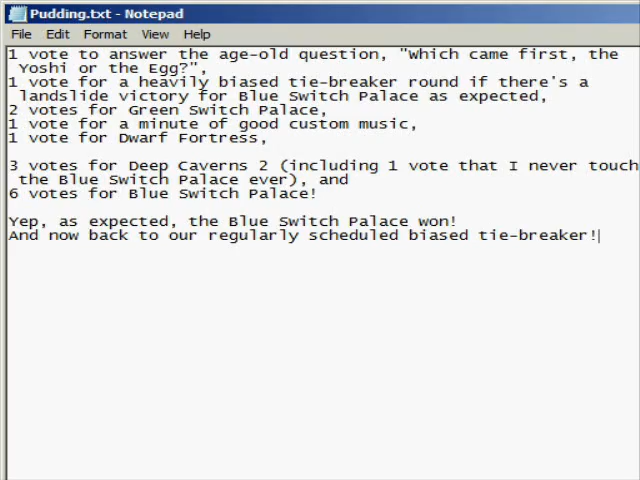 Pudding.txt - Notepad
File Edit Format View Help
1 vote to answer the age-old question, "Which came first, the
Yoshi or the Egg?",
1 vote for a heavily biased tie-breaker round if there's a
landslide victory for Blue Switch Palace as expected,
2 votes for Green Switch Palace,
1 vote for a minute of good custom music,
1 vote for Dwarf Fortress,
3 votes for Deep Caverns 2 (including 1 vote that I never touch
the Blue Switch Palace ever), and
6 votes for Blue Switch Palace!
Yep, as expected, the Blue Switch Palace won!
And now back to our regularly scheduled biased tie-breaker!